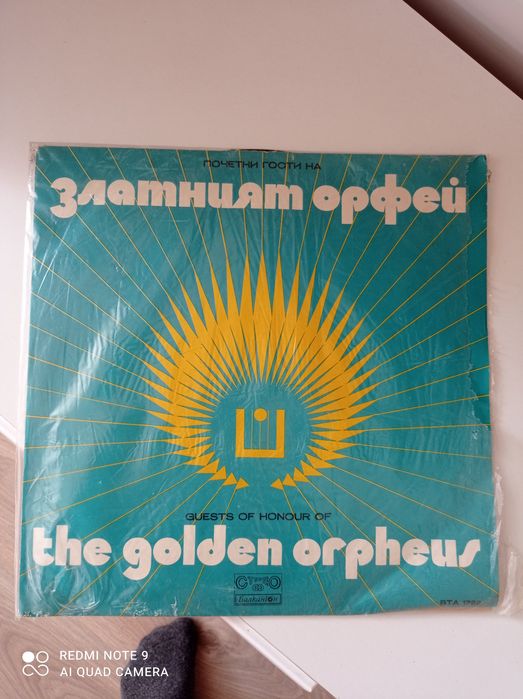 ПОЧЕТНИ ГОСТИ НА
златният орфей
GUESTS OF HONOUR OF
the golden orpheus
СТЕРЕО
Балкантон
ВТА
REDMI NOTE 9
AI QUAD CAMERA